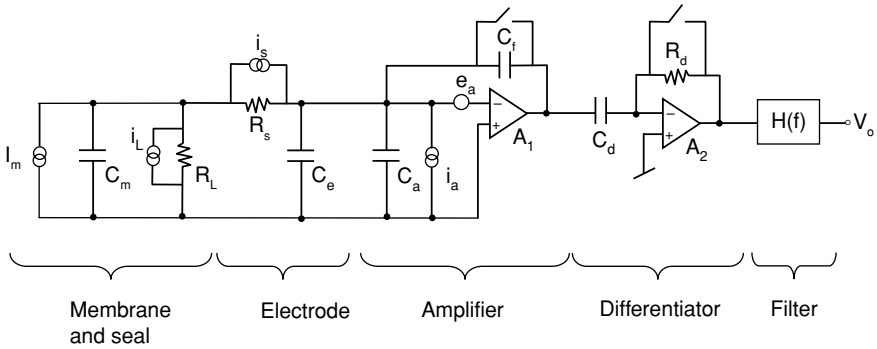 i_s
C_f
R_d
e_a
R_s
I_m
C_m
i_L
R_L
C_e
C_a
i_a
−
+
A_1
C_d
−
+
A_2
H(f)
V_o
Membrane and seal
Electrode
Amplifier
Differentiator
Filter